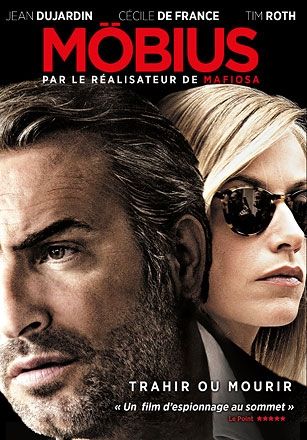 JEAN DUJARDIN CÉCILE DE FRANCE TIM ROTH
MÖBIUS
PAR LE RÉALISATEUR DE MAFIOSA
TRAHIR OU MOURIR
« Un film d'espionnage au sommet »
Le Point ★★★★★